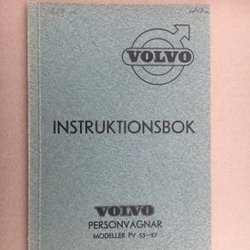 VOLVO
INSTRUKTIONSBOK
VOLVO
PERSONVAGNAR
MODELLER PV 53—57